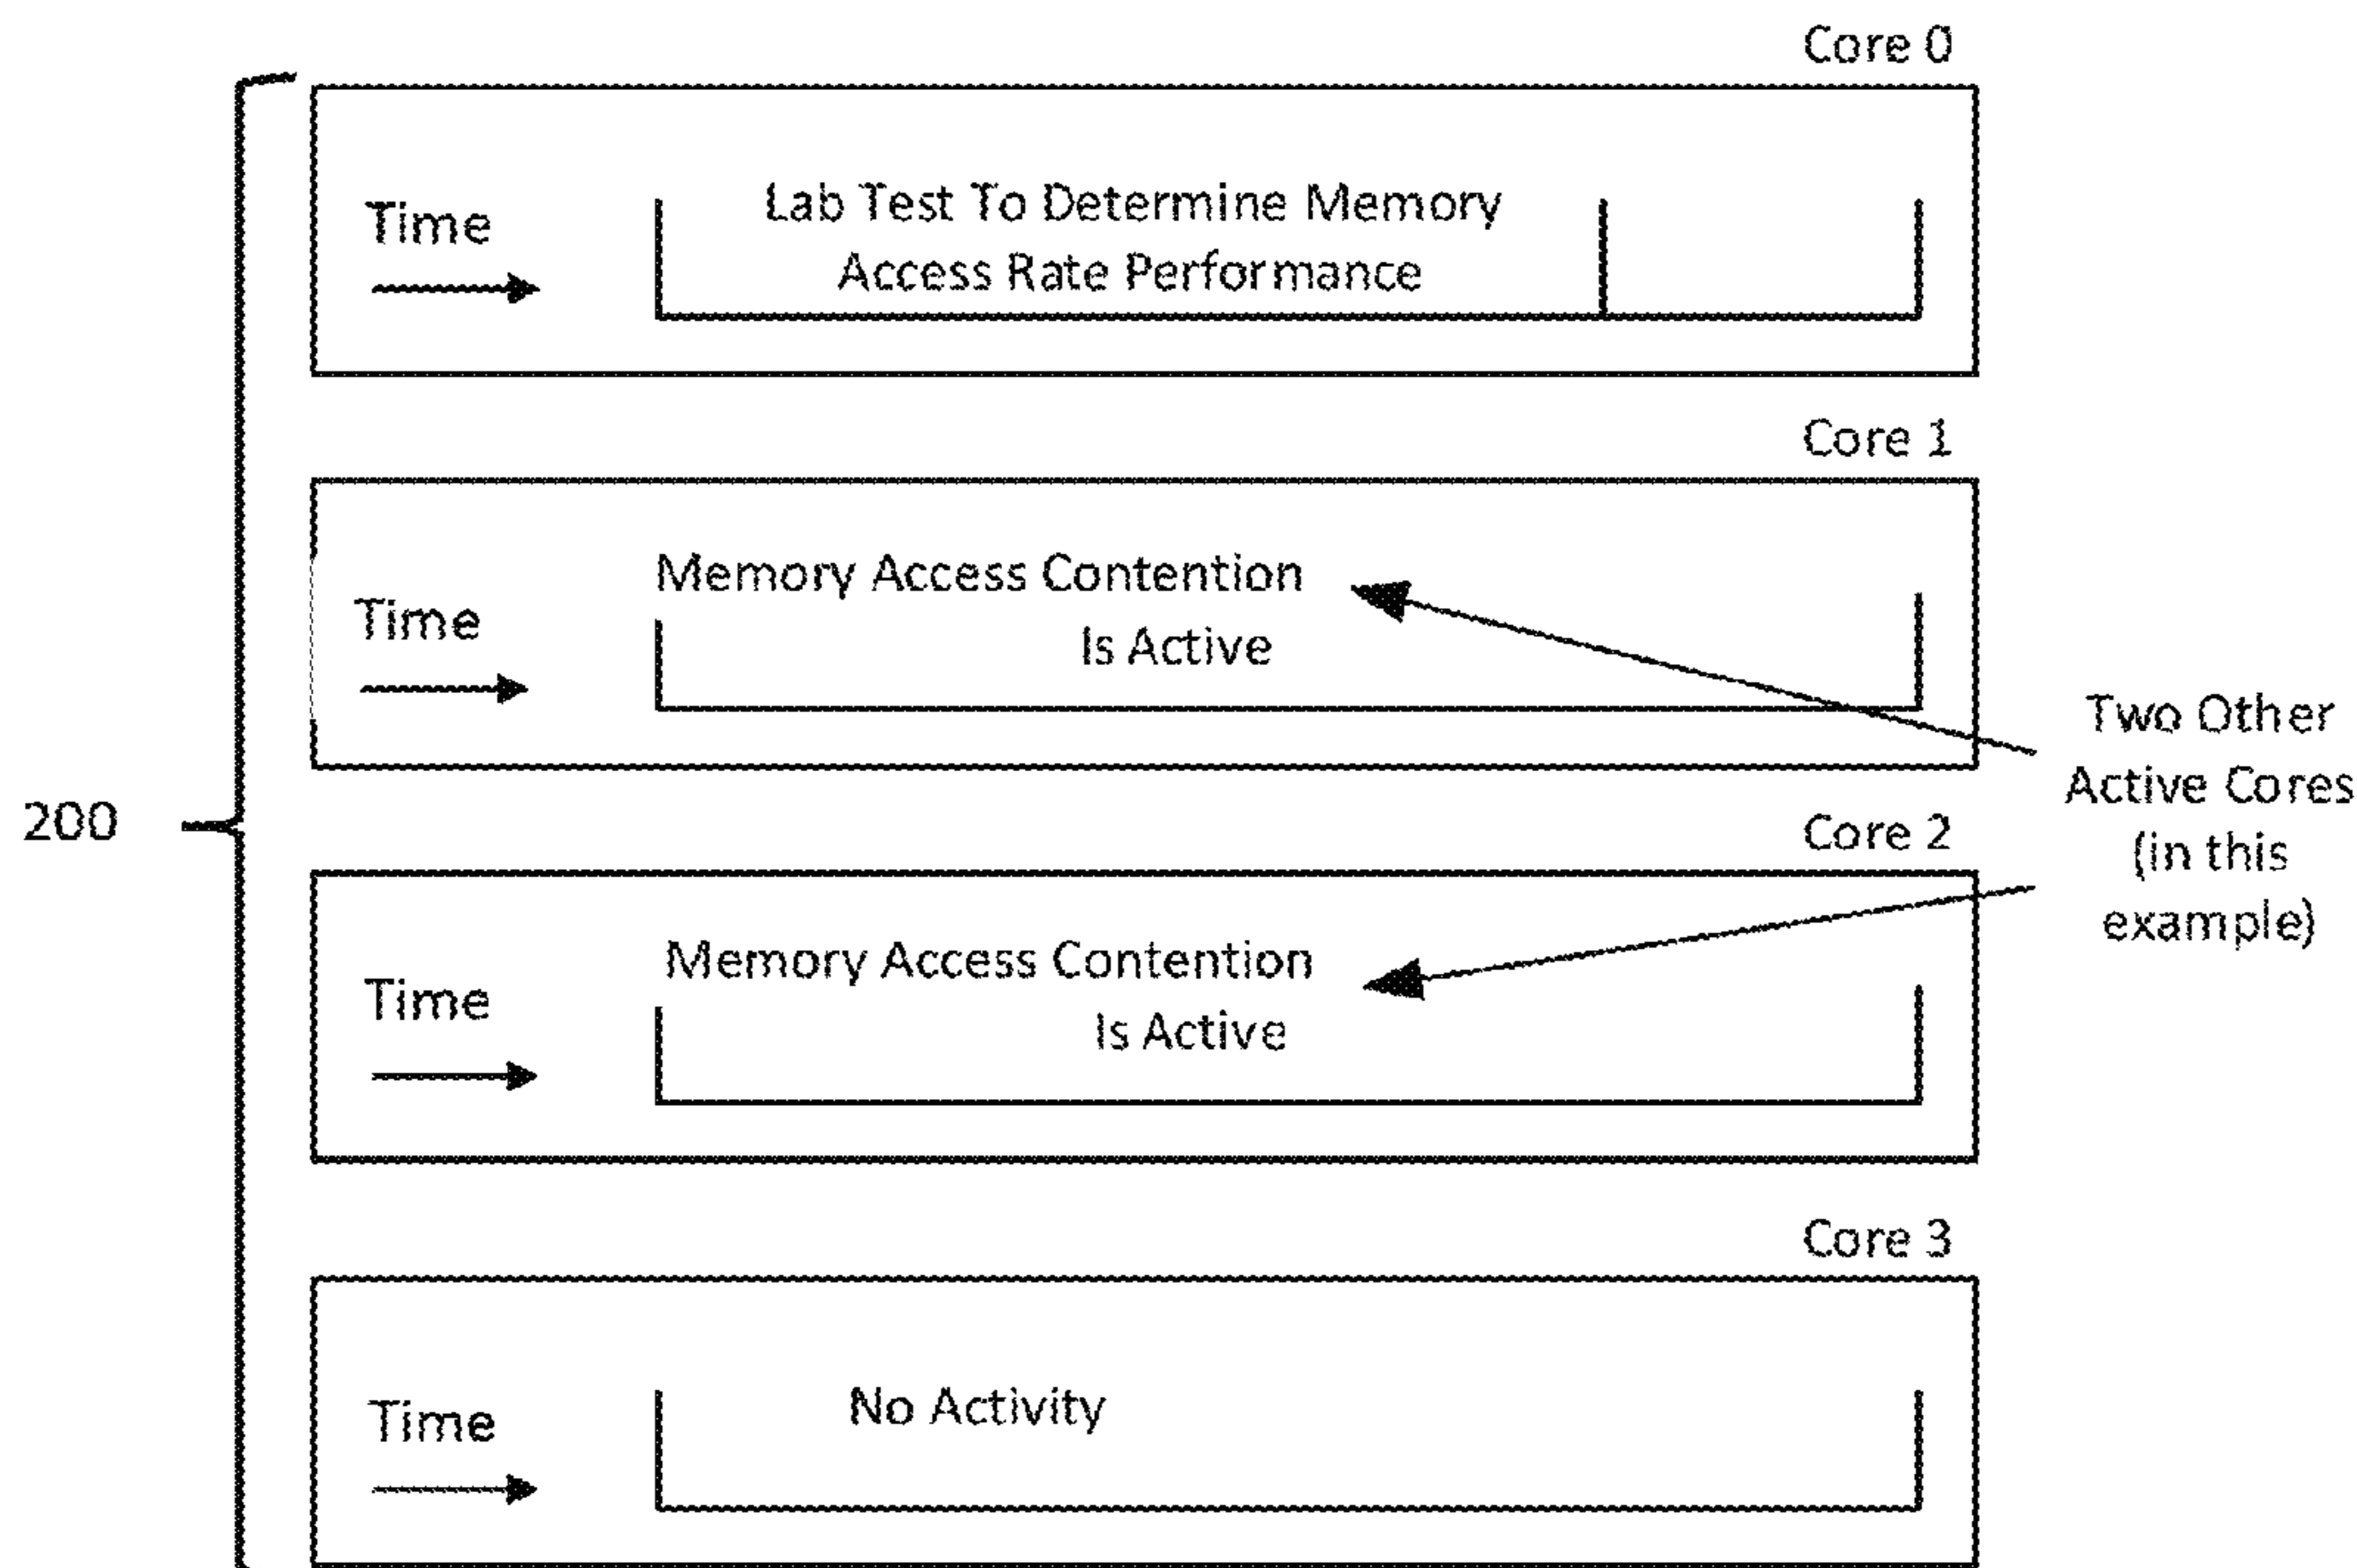 Core 0
Time
Lab Test To Determine Memory
Access Rate Performance
Core 1
Time
Memory Access Contention
Is Active
200
Two Other
Active Cores
(in this
example)
Core 2
Time
Memory Access Contention
Is Active
Core 3
Time
No Activity